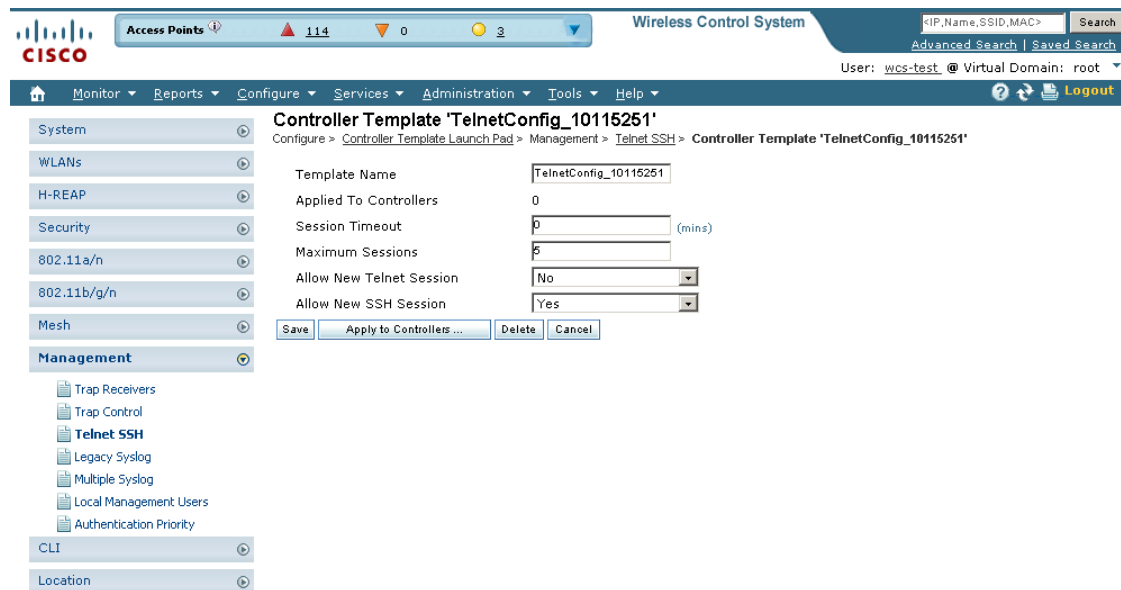 Access Points 114 0 3 Wireless Control System <IP,Name,SSID,MAC> Search
CISCO
Advanced Search | Saved Search
User: wcs-test @ Virtual Domain: root
Monitor Reports Configure Services Administration Tools Help Logout
System
WLANs
H-REAP
Security
802.11a/n
802.11b/g/n
Mesh
Management
Trap Receivers
Trap Control
Telnet SSH
Legacy Syslog
Multiple Syslog
Local Management Users
Authentication Priority
CLI
Location
Controller Template 'TelnetConfig_10115251'
Configure > Controller Template Launch Pad > Management > Telnet SSH > Controller Template 'TelnetConfig_10115251'
Template Name TelnetConfig_10115251
Applied To Controllers 0
Session Timeout 0 (mins)
Maximum Sessions 5
Allow New Telnet Session No
Allow New SSH Session Yes
Save Apply to Controllers ... Delete Cancel